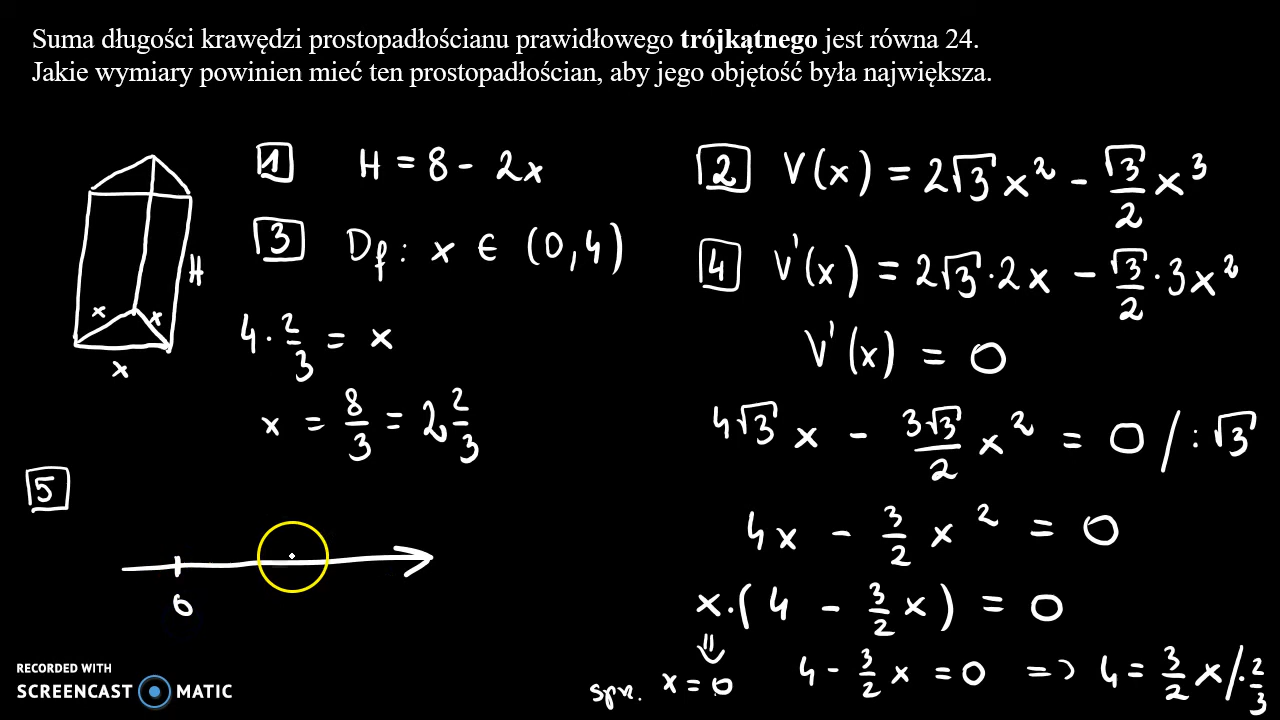 Suma długości krawędzi prostopadłościanu prawidłowego trójkątnego jest równa 24.
Jakie wymiary powinien mieć ten prostopadłościan, aby jego objętość była największa.
1 H = 8 - 2x
3 Df: x ∈ (0,4)
4 · 2/3 = x
x = 8/3 = 2 2/3
H
x x
x
5
0
2 V(x) = 2√3 x² - √3/2 x³
4 V'(x) = 2√3 · 2x - √3/2 · 3x²
V'(x) = 0
4√3 x - 3√3/2 x² = 0 / : √3
4x - 3/2 x² = 0
x · (4 - 3/2 x) = 0
spr. x = 0 4 - 3/2 x = 0 => 4 = 3/2 x / · 2/3
RECORDED WITH
SCREENCAST MATIC